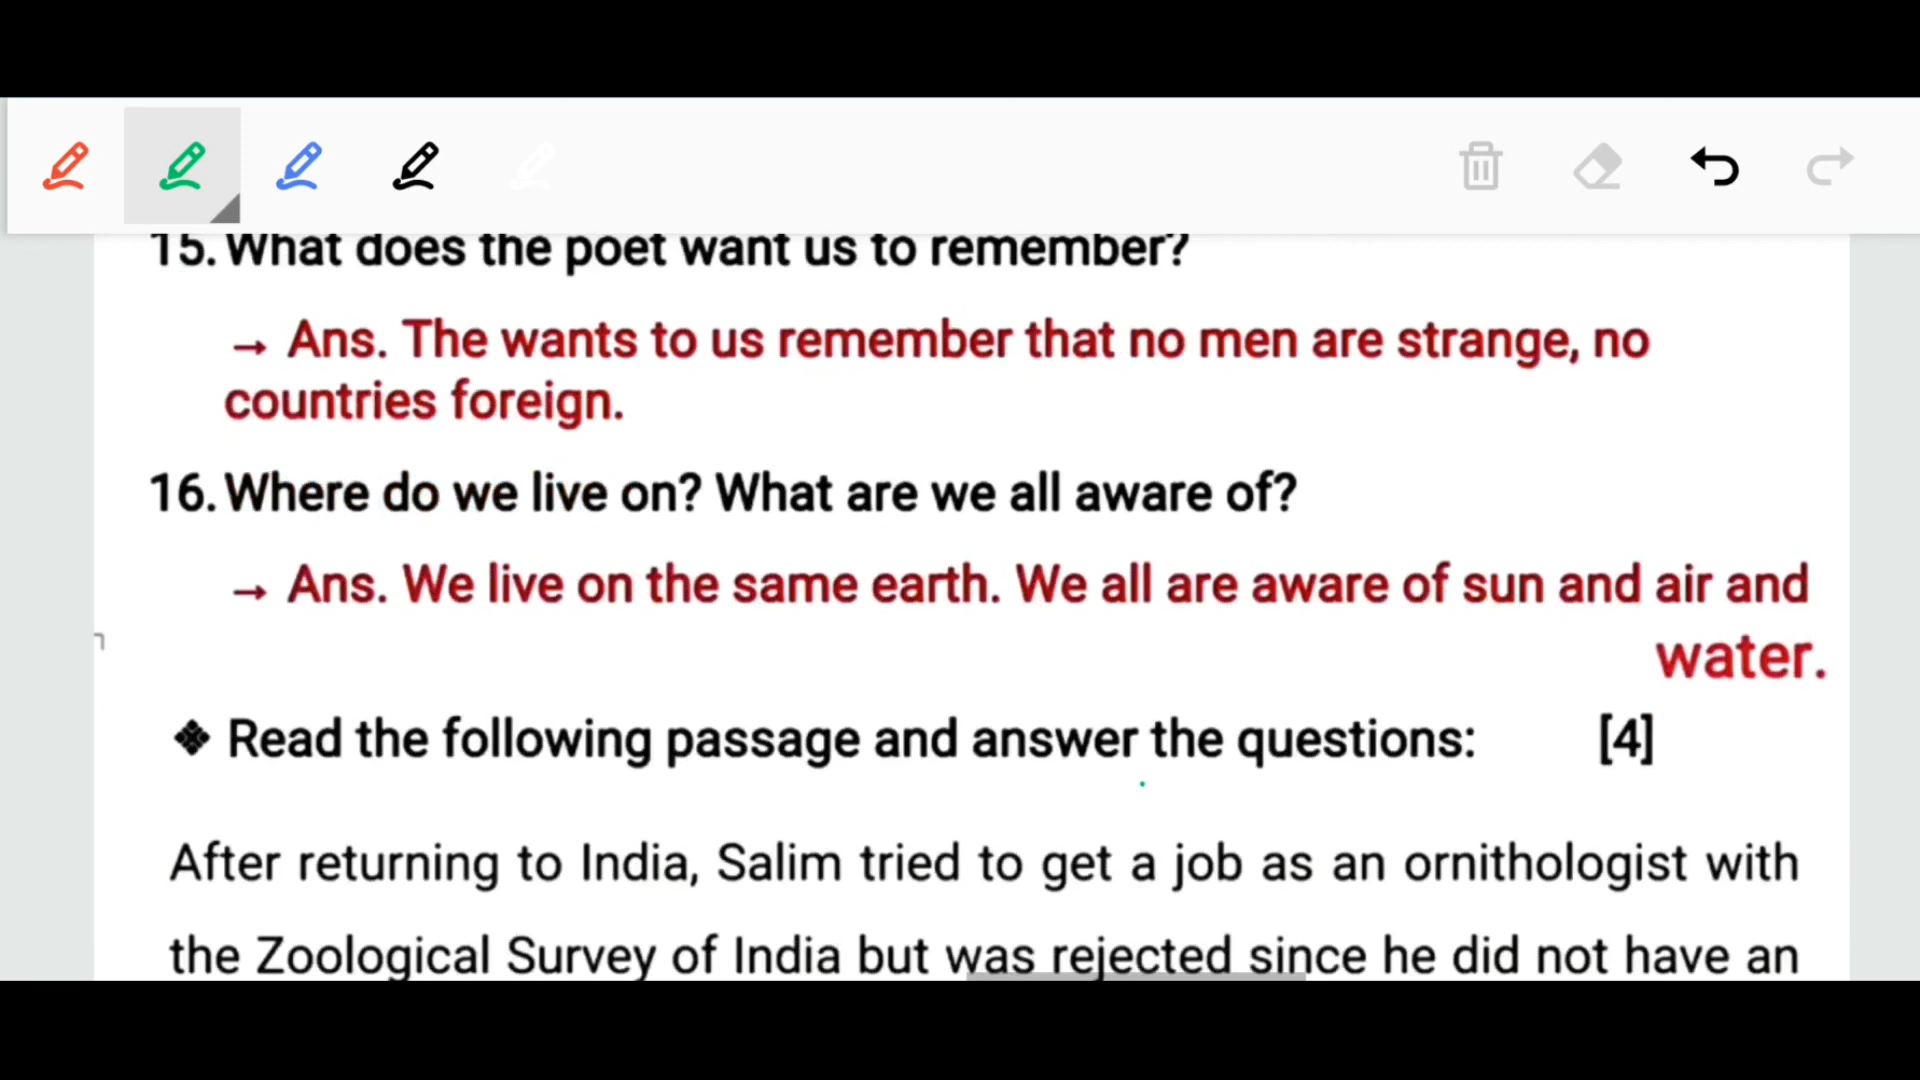 15. What does the poet want us to remember?
→ Ans. The wants to us remember that no men are strange, no
countries foreign.
16. Where do we live on? What are we all aware of?
→ Ans. We live on the same earth. We all are aware of sun and air and
water.
❖ Read the following passage and answer the questions: [4]
After returning to India, Salim tried to get a job as an ornithologist with
the Zoological Survey of India but was rejected since he did not have an